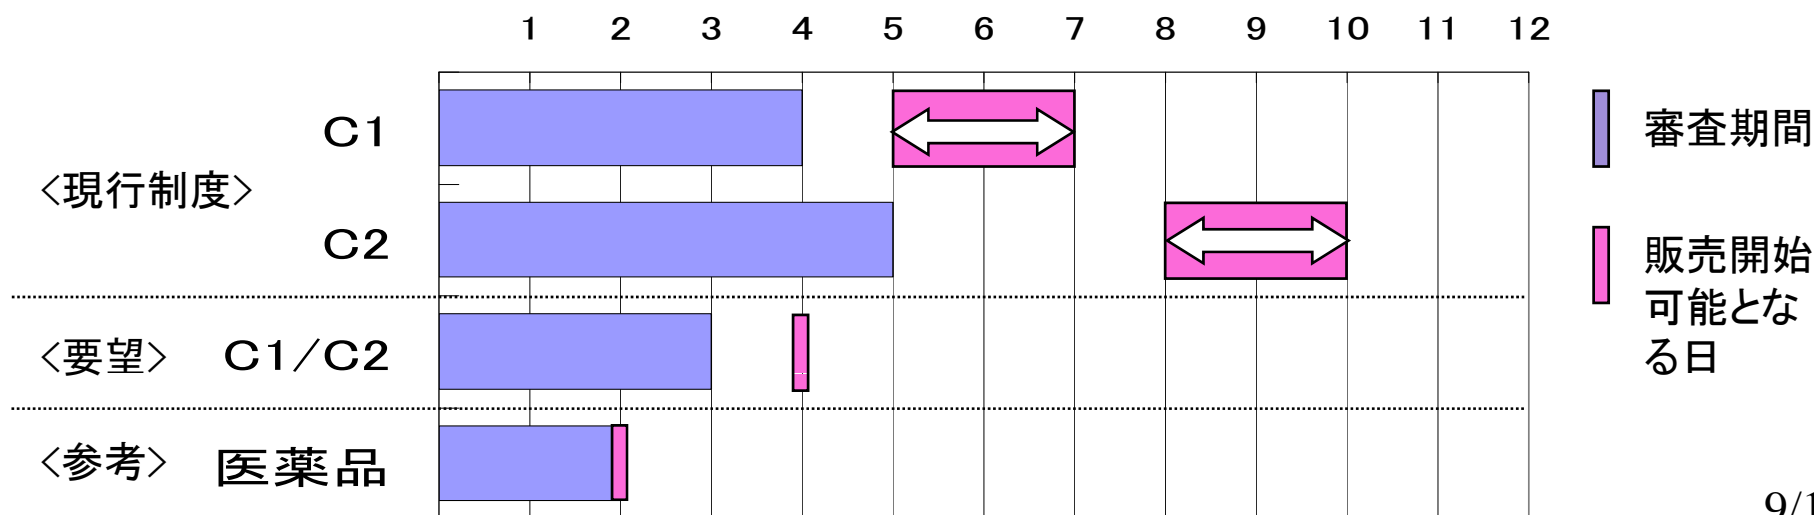 1 2 3 4 5 6 7 8 9 10 11 12
C1
審査期間
<現行制度>
C2
販売開始
可能とな
る日
<要望> C1/C2
<参考> 医薬品
9/1